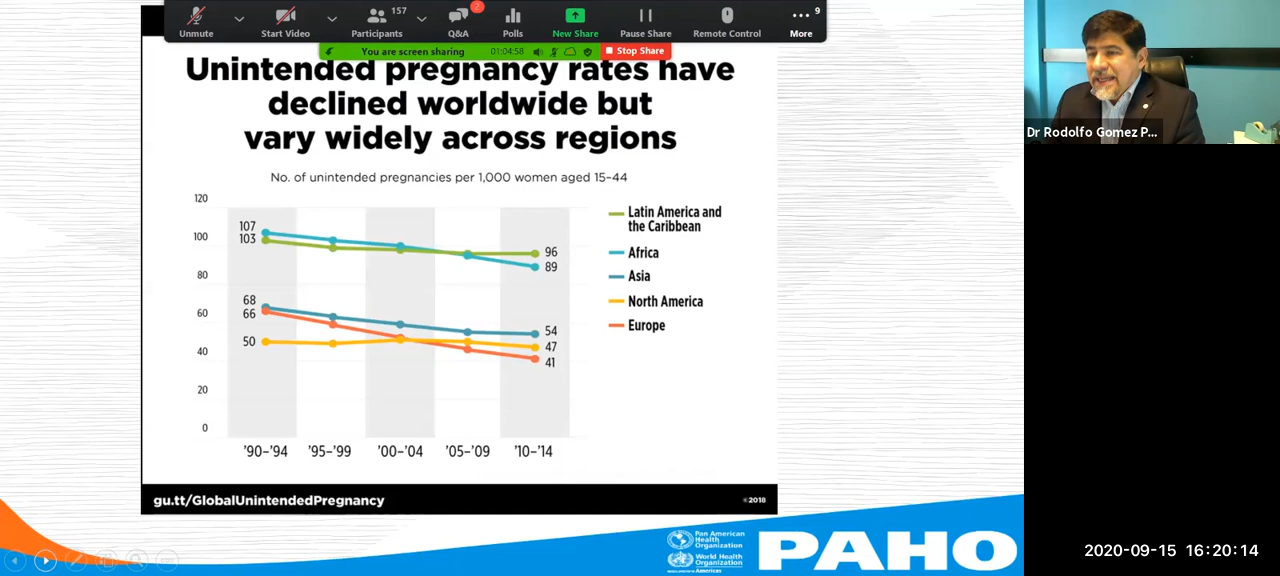 157
2
9
Unmute
Start Video
Participants
Q&A
Polls
New Share
Pause Share
Remote Control
More
You are screen sharing
01:04:58
Stop Share
Unintended pregnancy rates have
declined worldwide but
vary widely across regions
No. of unintended pregnancies per 1,000 women aged 15–44
120
100
80
60
40
20
0
107
103
68
66
50
96
89
54
47
41
'90–'94
'95–'99
'00–'04
'05–'09
'10–'14
Latin America and
the Caribbean
Africa
Asia
North America
Europe
gu.tt/GlobalUnintendedPregnancy
©2018
Pan American
Health
Organization
World Health
Organization
Americas
PAHO
Dr Rodolfo Gomez P...
2020-09-15 16:20:14